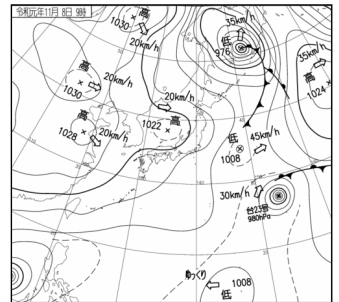 令和元年11月 8日 9時
高
1030
20km/h
35km/h
低
976
高
1030
20km/h
35km/h
高
1024
20km/h
高
1022
高
1028
20km/h
低
1008
45km/h
30km/h
台23号
980hPa
ゆっくり
1008
低